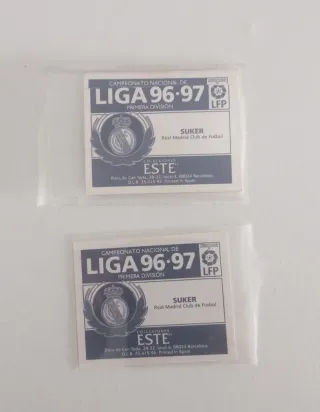 CAMPEONATO NACIONAL DE
LIGA 96-97
PRIMERA DIVISIÓN
LFP
SUKER
Real Madrid Club de Fútbol
ESTE
CAMPEONATO NACIONAL DE
LIGA 96-97
PRIMERA DIVISIÓN
LFP
SUKER
Real Madrid Club de Fútbol
ESTE